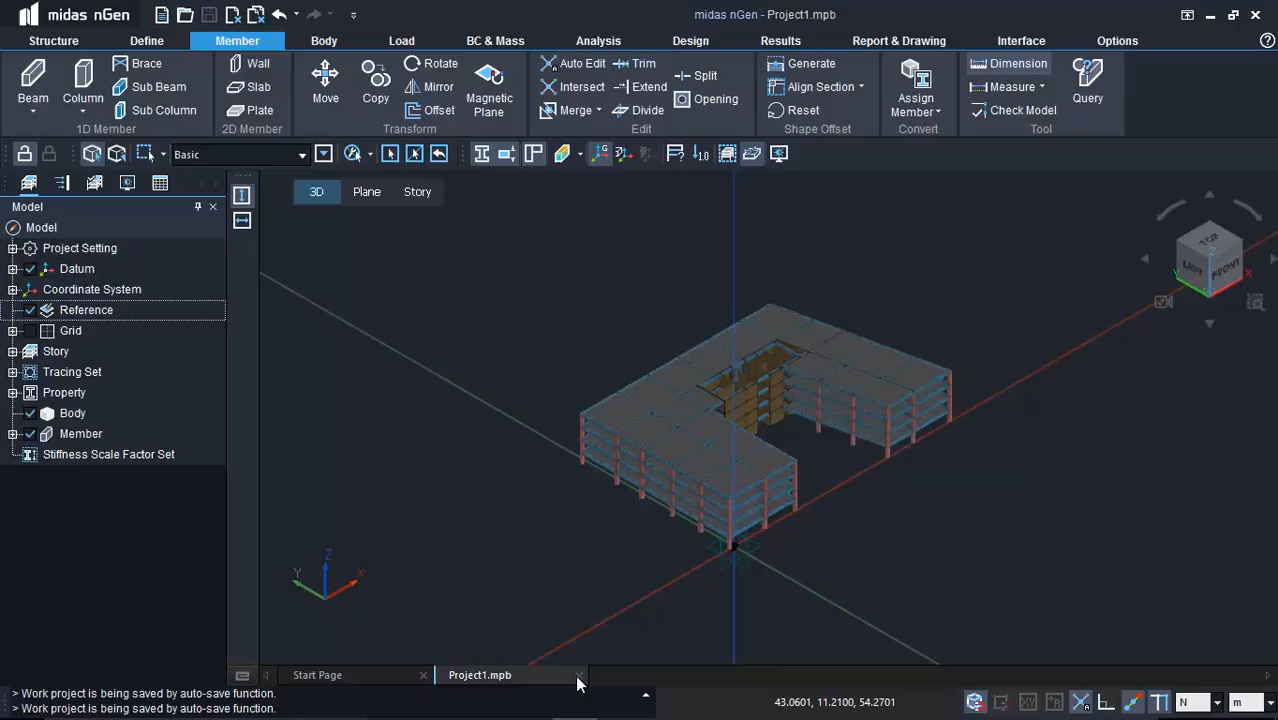 midas nGen
midas nGen - Project1.mpb
Structure Define Member Body Load BC & Mass Analysis Design Results Report & Drawing Interface Options
Beam
Column
Brace
Sub Beam
Sub Column
1D Member
Wall
Slab
Plate
2D Member
Move
Copy
Rotate
Mirror
Offset
Magnetic
Plane
Transform
Auto Edit
Intersect
Merge
Trim
Extend
Divide
Split
Opening
Edit
Generate
Align Section
Reset
Shape Offset
Assign
Member
Convert
Dimension
Measure
Check Model
Query
Tool
Basic
Model
Model
3D Plane Story
Project Setting
Datum
Coordinate System
Reference
Grid
Story
Tracing Set
Property
Body
Member
Stiffness Scale Factor Set
TOP
LEFT
FRONT
Z
Y
X
Z
Y
X
Start Page
Project1.mpb
> Work project is being saved by auto-save function.
> Work project is being saved by auto-save function.
43.0601, 11.2100, 54.2701
N
m